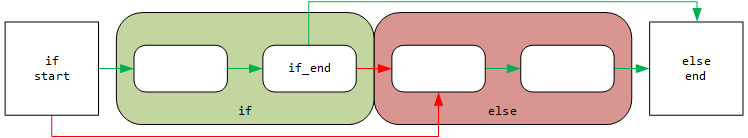 if
start
if_end
if
else
else
end